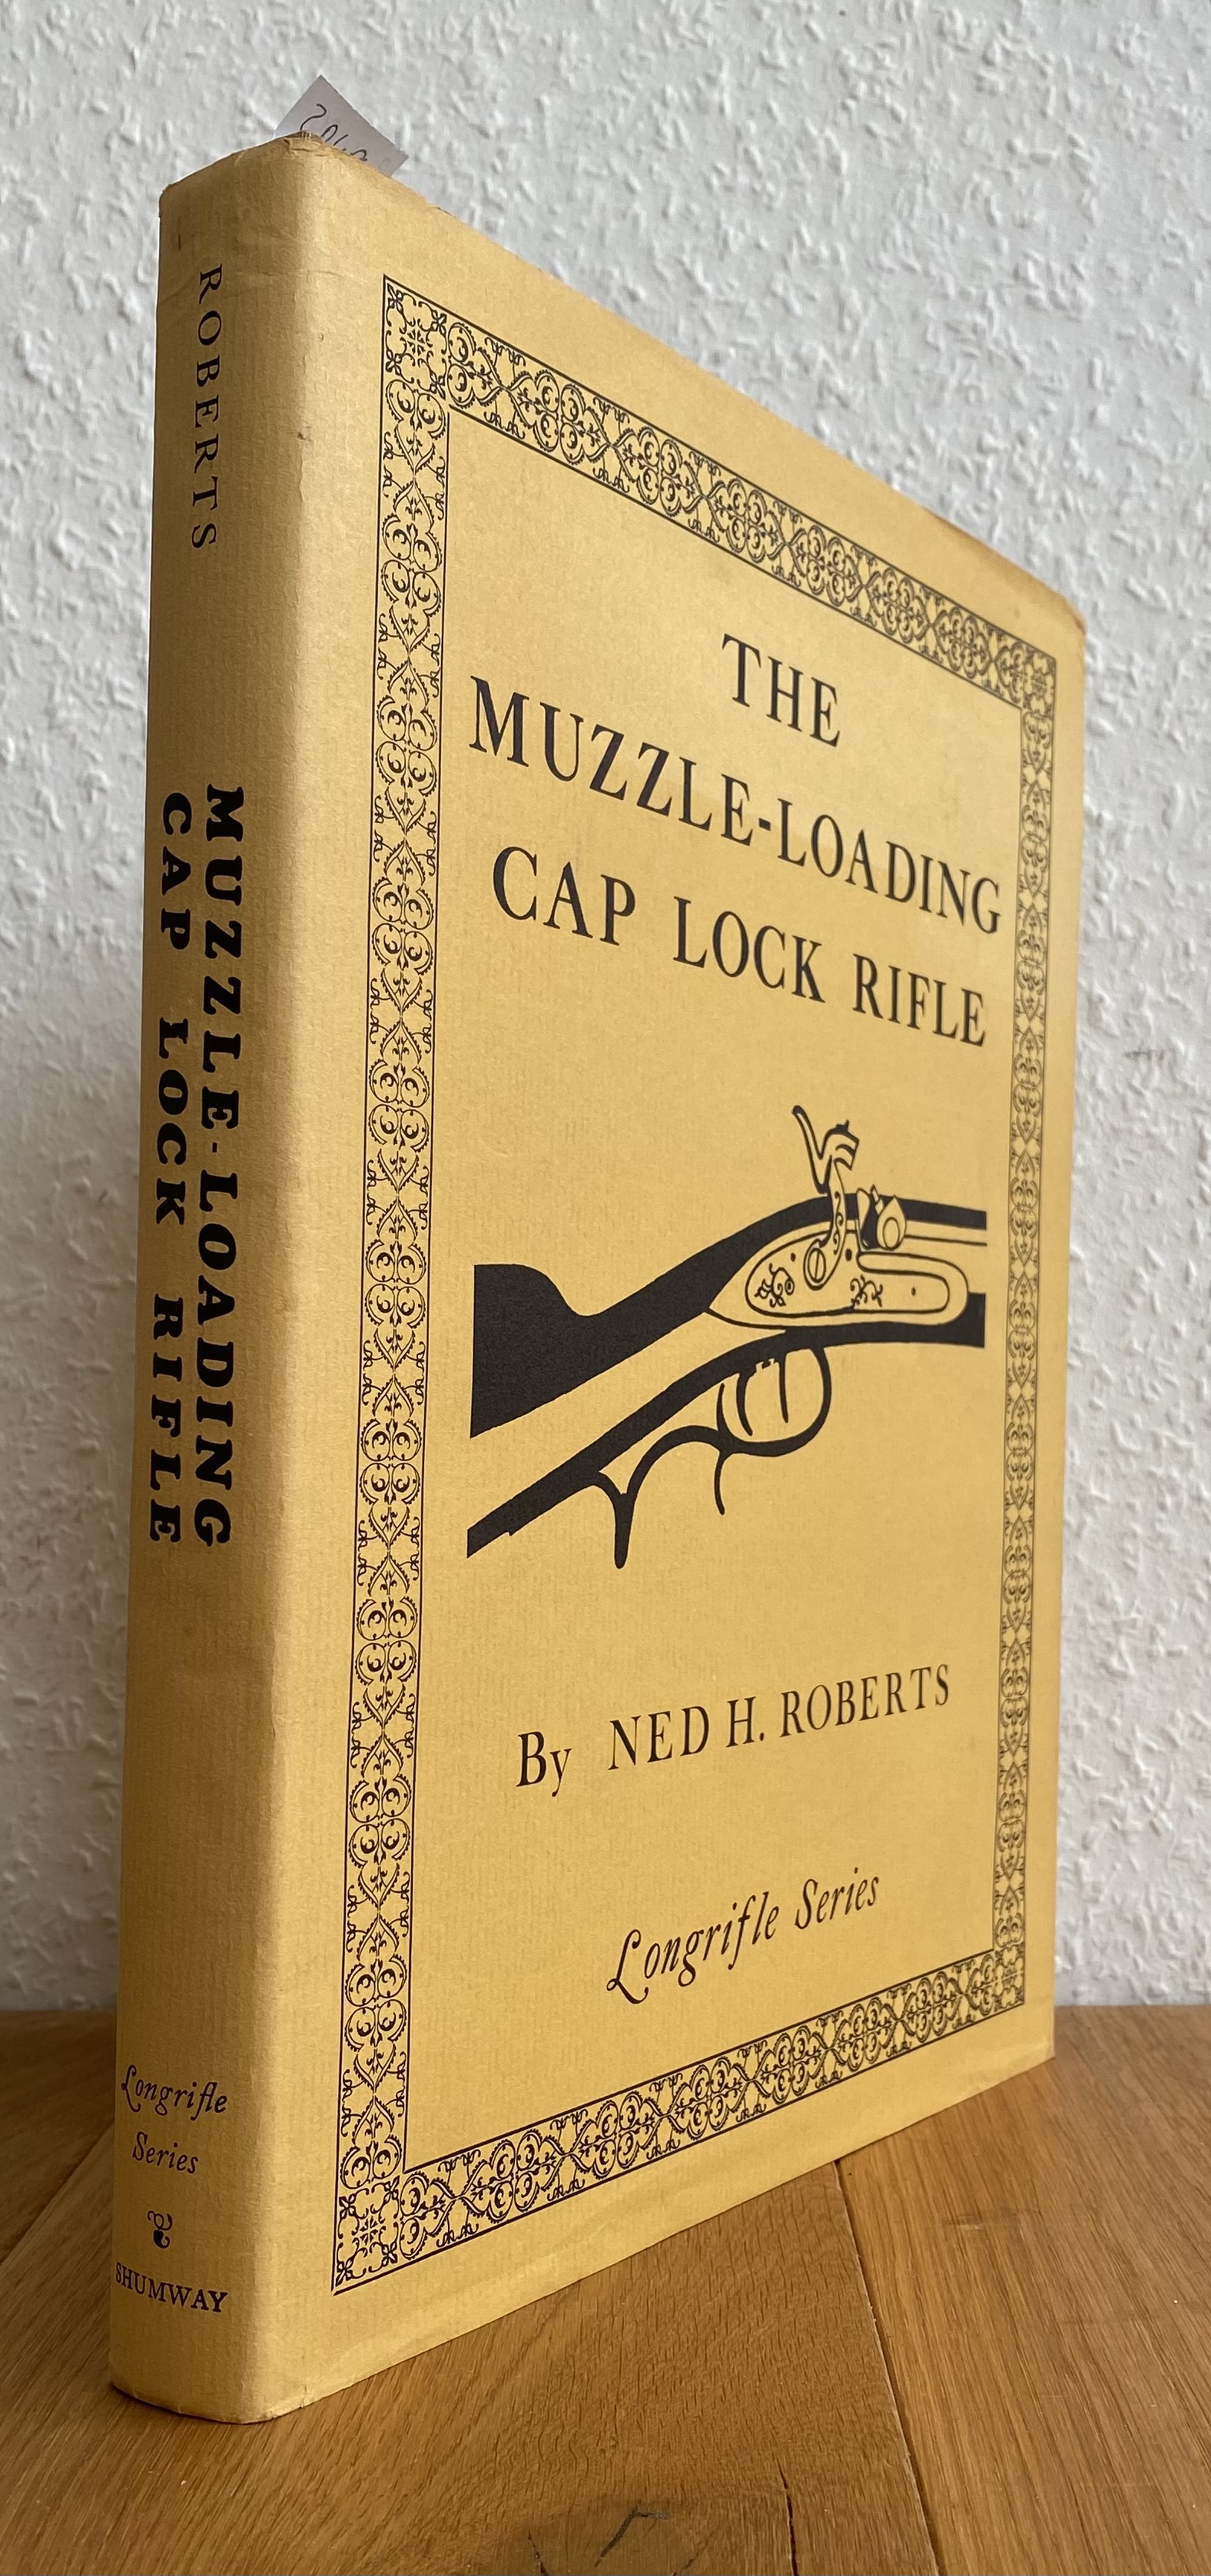 ROBERTS
MUZZLE-LOADING
CAP LOCK RIFLE
Longrifle
Series
SHUMWAY
THE
MUZZLE-LOADING
CAP LOCK RIFLE
By NED H. ROBERTS
Longrifle Series